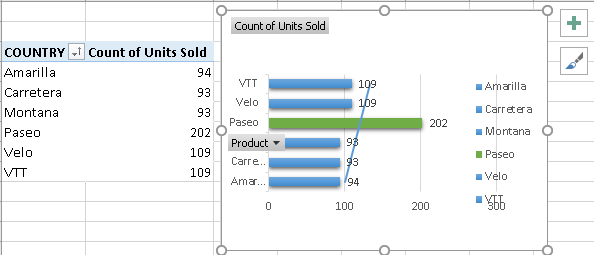 Count of Units Sold
COUNTRY Count of Units Sold
Amarilla 94
Carretera 93
Montana 93
Paseo 202
Velo 109
VTT 109
VTT 109
Velo 109
Paseo 202
Product 93
Carre... 93
Amar... 94
0 100 200 300
Amarilla
Carretera
Montana
Paseo
Velo
VTT